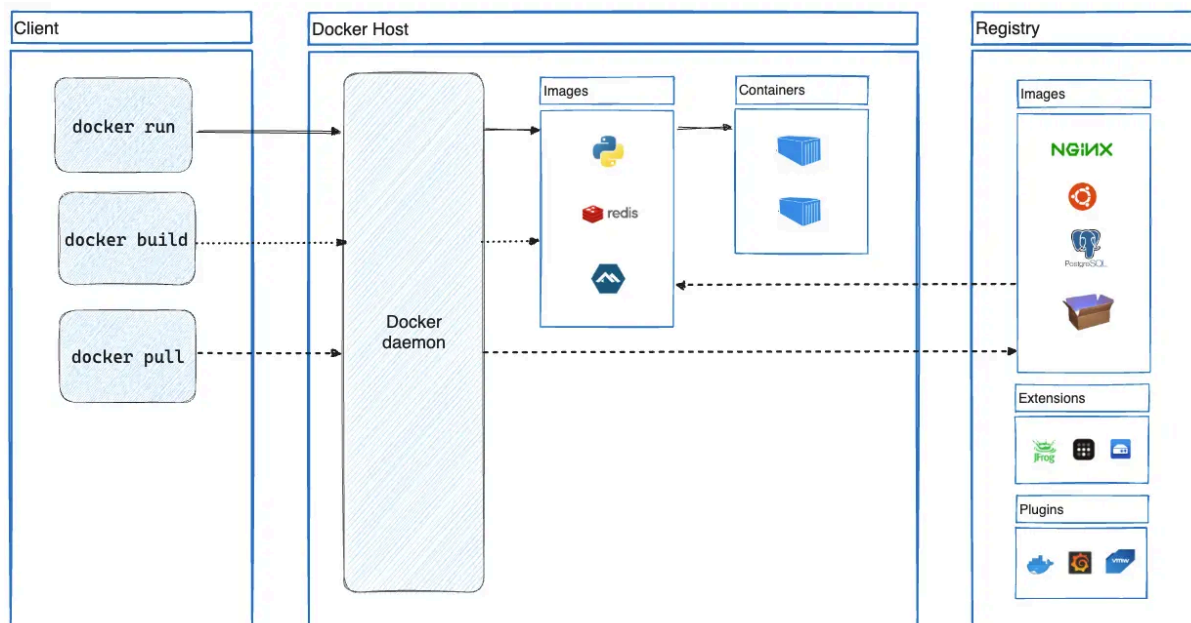 Client
docker run
docker build
docker pull
Docker Host
Docker
daemon
Images
redis
Containers
Registry
Images
NGINX
PostgreSQL
Extensions
JFrog
Plugins
vmw